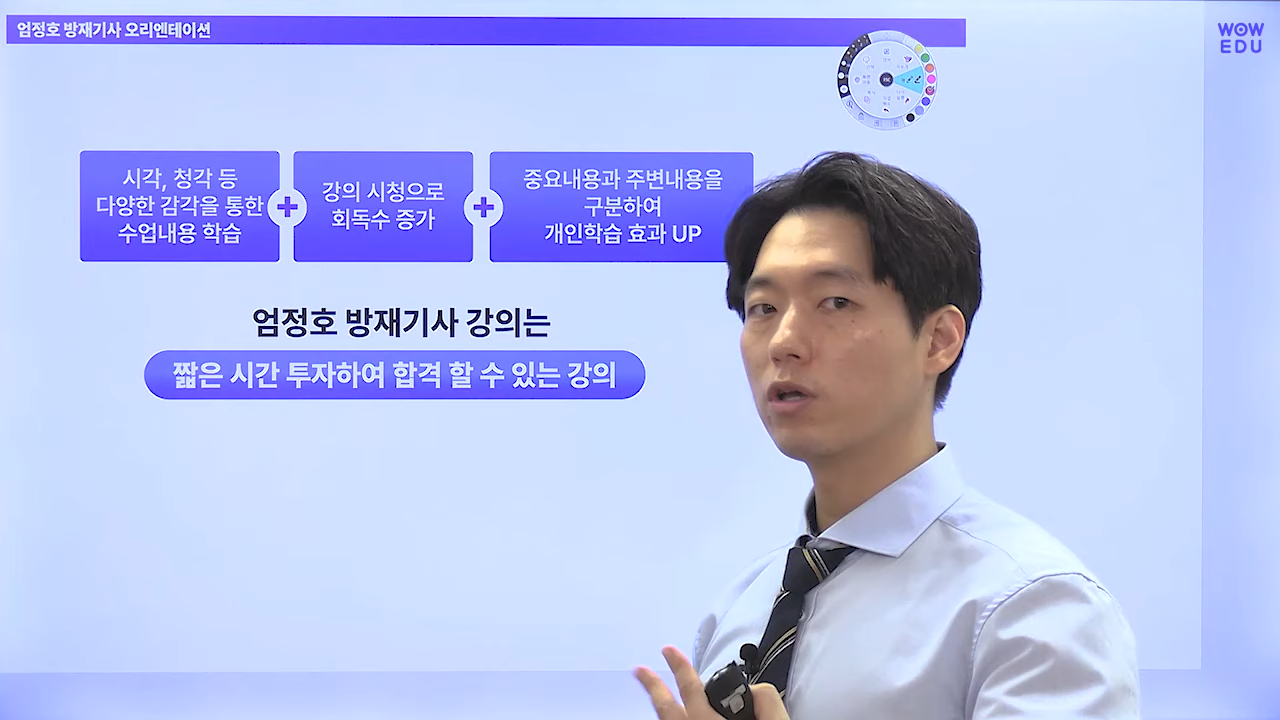 엄정호 방재기사 오리엔테이션
WOW
EDU
시각, 청각 등
다양한 감각을 통한
수업내용 학습
+
강의 시청으로
회독수 증가
+
중요내용과 주변내용을
구분하여
개인학습 효과 UP
엄정호 방재기사 강의는
짧은 시간 투자하여 합격 할 수 있는 강의